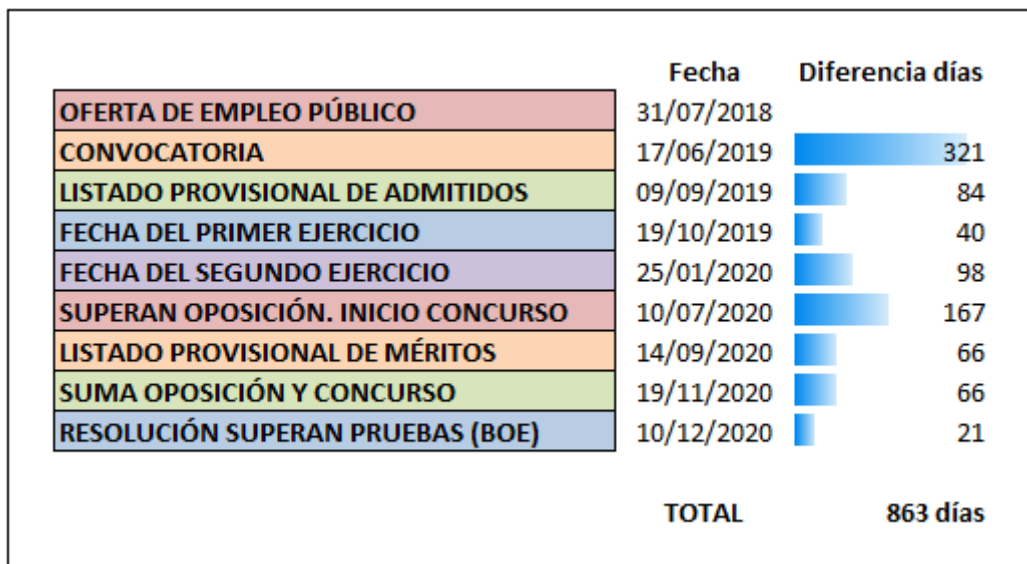 Fecha Diferencia días
OFERTA DE EMPLEO PÚBLICO 31/07/2018
CONVOCATORIA 17/06/2019 321
LISTADO PROVISIONAL DE ADMITIDOS 09/09/2019 84
FECHA DEL PRIMER EJERCICIO 19/10/2019 40
FECHA DEL SEGUNDO EJERCICIO 25/01/2020 98
SUPERAN OPOSICIÓN. INICIO CONCURSO 10/07/2020 167
LISTADO PROVISIONAL DE MÉRITOS 14/09/2020 66
SUMA OPOSICIÓN Y CONCURSO 19/11/2020 66
RESOLUCIÓN SUPERAN PRUEBAS (BOE) 10/12/2020 21
TOTAL 863 días